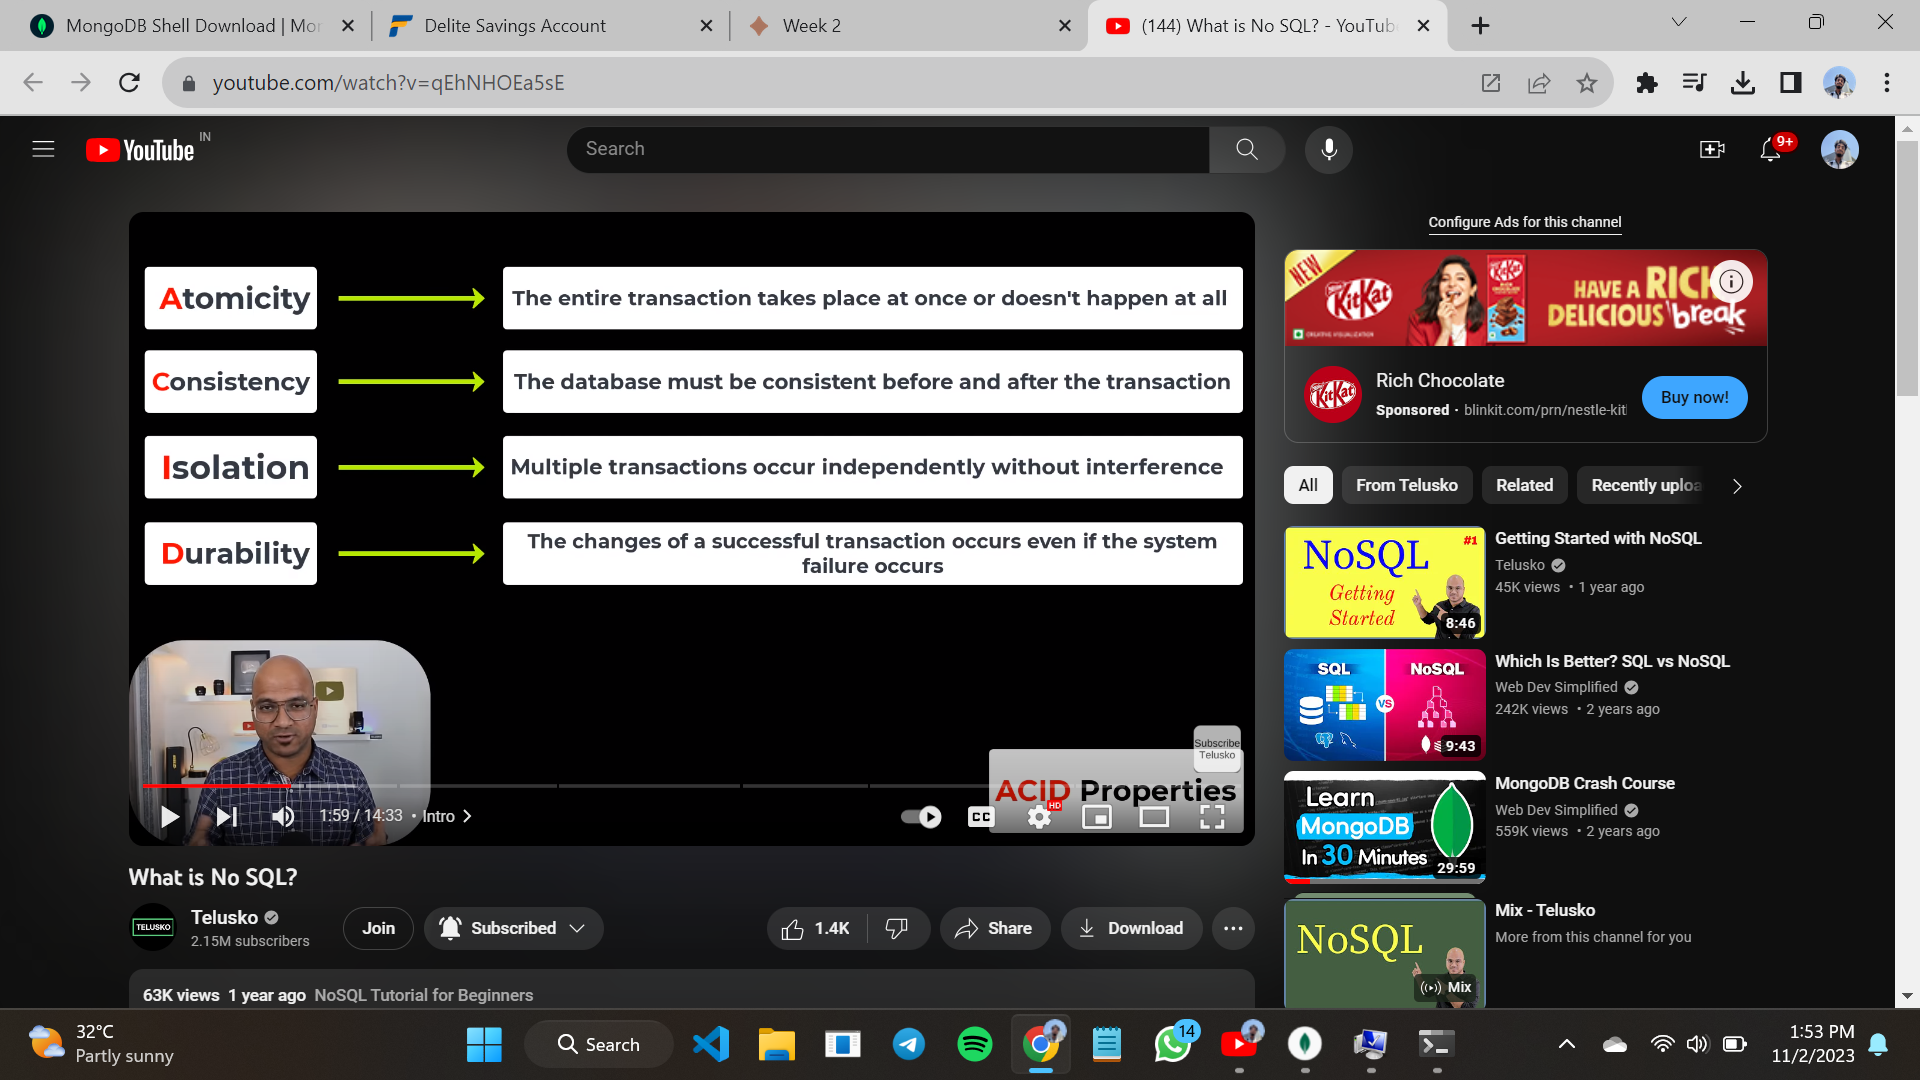 MongoDB Shell Download | Mon
Delite Savings Account
Week 2
(144) What is No SQL? - YouTube
youtube.com/watch?v=qEhNHOEa5sE
YouTube IN
Search
9+
Atomicity
The entire transaction takes place at once or doesn't happen at all
Consistency
The database must be consistent before and after the transaction
Isolation
Multiple transactions occur independently without interference
Durability
The changes of a successful transaction occurs even if the system
failure occurs
Subscribe
Telusko
ACID Properties
1:59 / 14:33 • Intro
CC
HD
What is No SQL?
TELUSKO
Telusko
2.15M subscribers
Join
Subscribed
1.4K
Share
Download
63K views 1 year ago NoSQL Tutorial for Beginners
Configure Ads for this channel
NEW
KitKat
CREATIVE VISUALIZATION
KitKat
HAVE A RICH
DELICIOUS break
KitKat
Rich Chocolate
Sponsored · blinkit.com/prn/nestle-kit
Buy now!
All
From Telusko
Related
Recently uploa
NoSQL
#1
Getting
Started
8:46
Getting Started with NoSQL
Telusko
45K views • 1 year ago
SQL
VS
NoSQL
9:43
Which Is Better? SQL vs NoSQL
Web Dev Simplified
242K views • 2 years ago
Learn
MongoDB
In 30 Minutes
29:59
MongoDB Crash Course
Web Dev Simplified
559K views • 2 years ago
NoSQL
Mix
Mix - Telusko
More from this channel for you
32°C
Partly sunny
Search
14
1:53 PM
11/2/2023